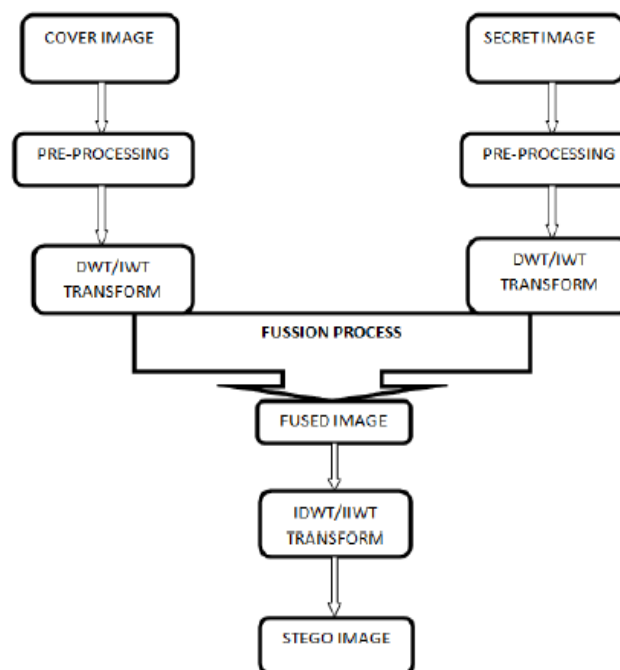 COVER IMAGE
SECRET IMAGE
PRE-PROCESSING
PRE-PROCESSING
DWT/IWT
TRANSFORM
DWT/IWT
TRANSFORM
FUSSION PROCESS
FUSED IMAGE
IDWT/IIWT
TRANSFORM
STEGO IMAGE